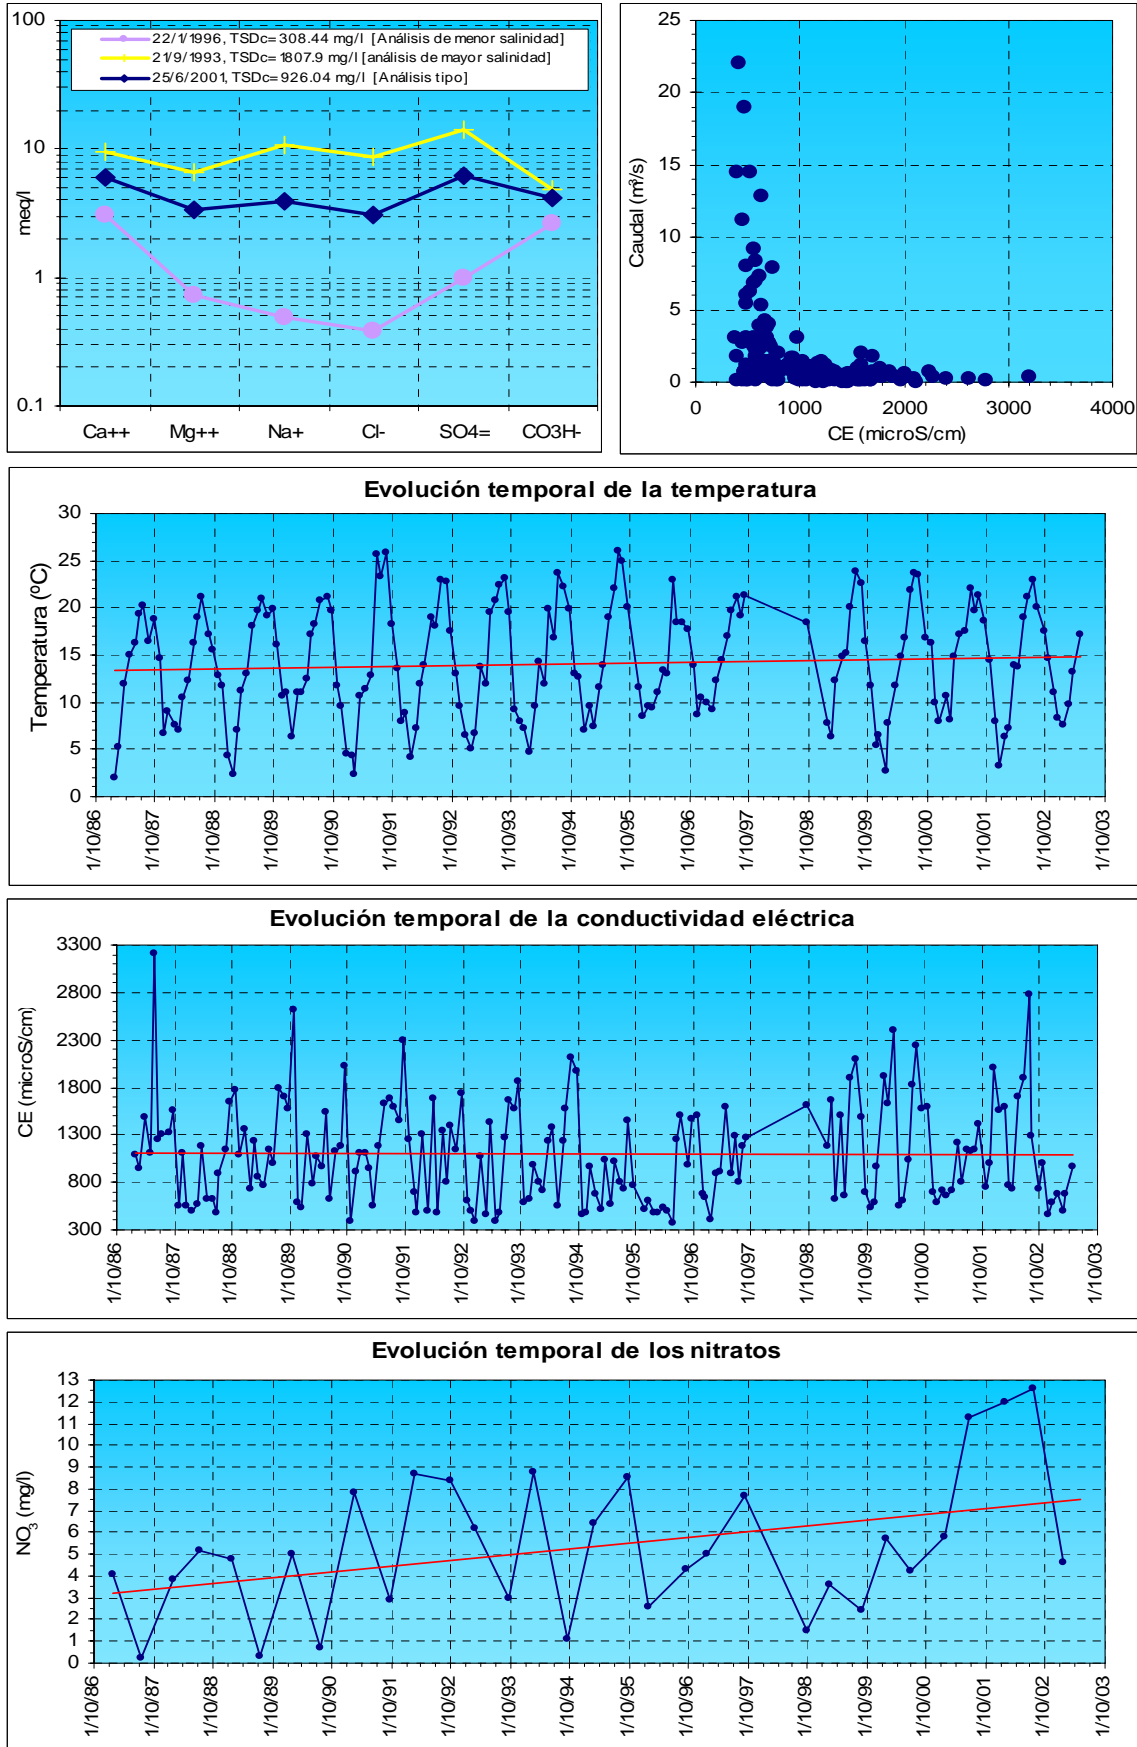 100
10
1
0.1
meq/l
22/1/1996, TSDc= 308.44 mg/l [Análisis de menor salinidad]
21/9/1993, TSDc= 1807.9 mg/l [análisis de mayor salinidad]
25/6/2001, TSDc= 926.04 mg/l [Análisis tipo]
Ca++ Mg++ Na+ Cl- SO4= CO3H-
25
20
15
10
5
0
Caudal (m³/s)
0 1000 2000 3000 4000
CE (microS/cm)
Evolución temporal de la temperatura
30
25
20
15
10
5
0
Temperatura (ºC)
1/10/86 1/10/87 1/10/88 1/10/89 1/10/90 1/10/91 1/10/92 1/10/93 1/10/94 1/10/95 1/10/96 1/10/97 1/10/98 1/10/99 1/10/00 1/10/01 1/10/02 1/10/03
Evolución temporal de la conductividad eléctrica
3300
2800
2300
1800
1300
800
300
CE (microS/cm)
1/10/86 1/10/87 1/10/88 1/10/89 1/10/90 1/10/91 1/10/92 1/10/93 1/10/94 1/10/95 1/10/96 1/10/97 1/10/98 1/10/99 1/10/00 1/10/01 1/10/02 1/10/03
Evolución temporal de los nitratos
13
12
11
10
9
8
7
6
5
4
3
2
1
0
NO3 (mg/l)
1/10/86 1/10/87 1/10/88 1/10/89 1/10/90 1/10/91 1/10/92 1/10/93 1/10/94 1/10/95 1/10/96 1/10/97 1/10/98 1/10/99 1/10/00 1/10/01 1/10/02 1/10/03